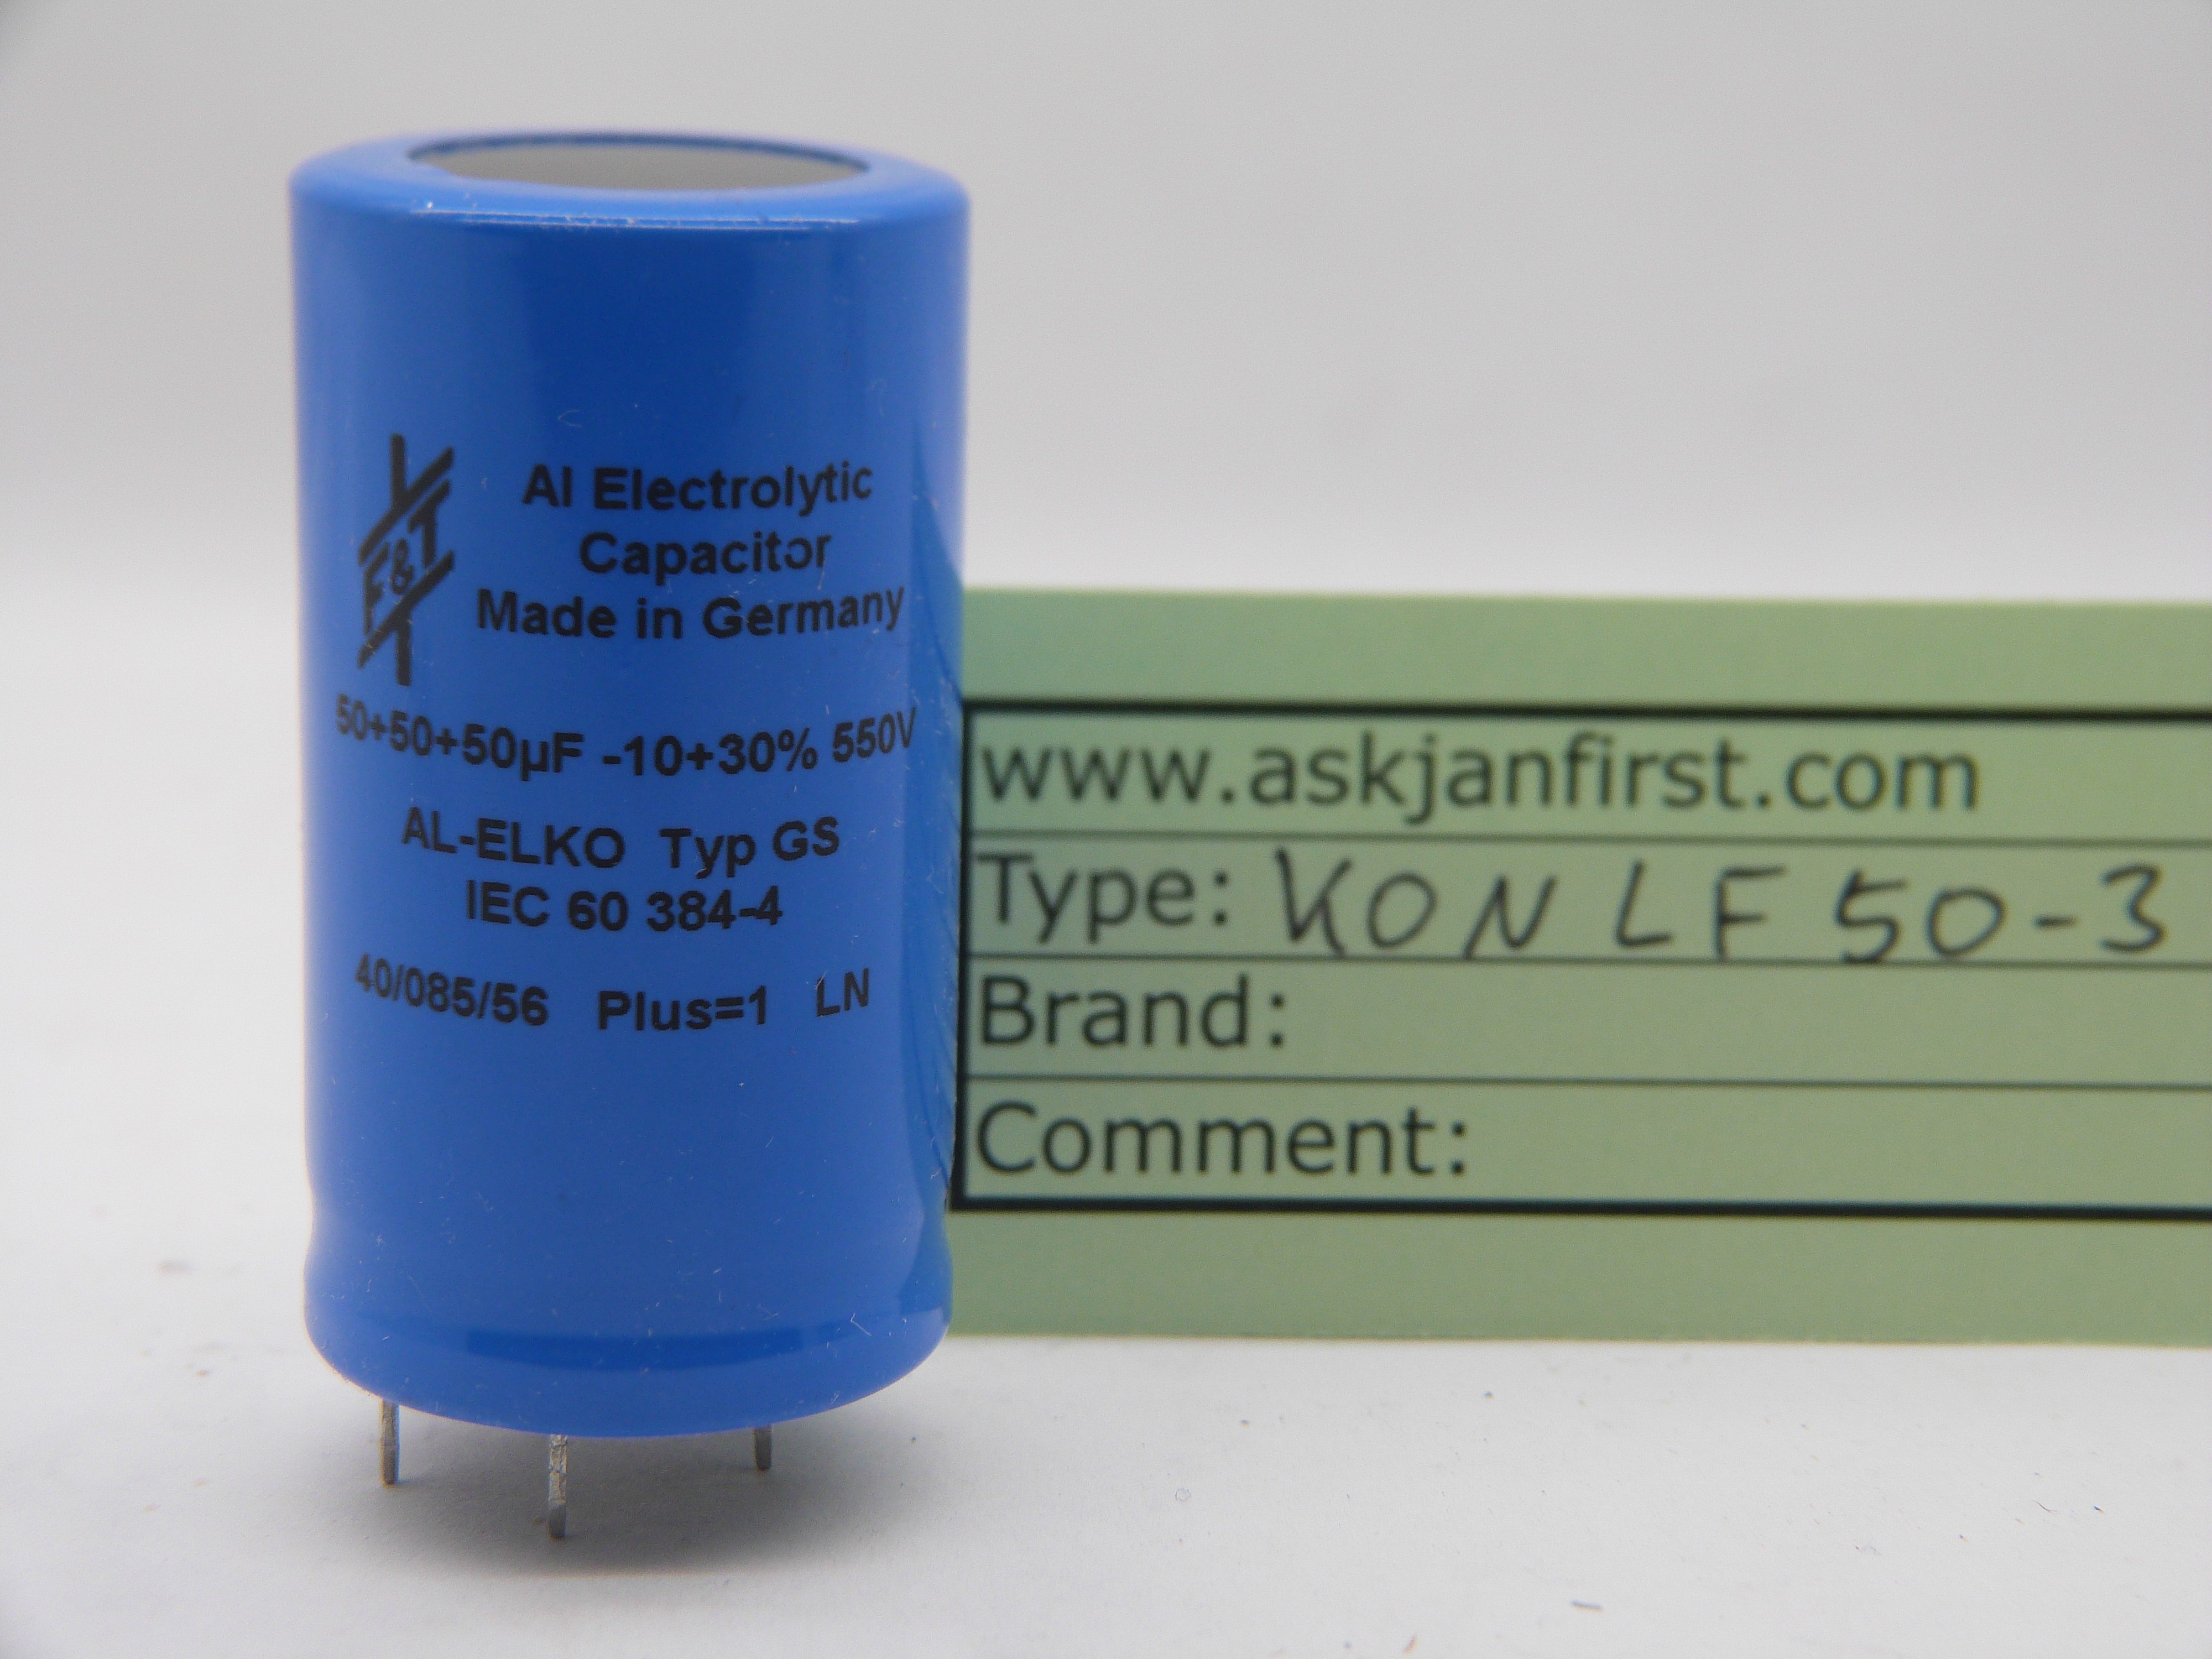 F&T
Al Electrolytic
Capacitor
Made in Germany
50+50+50µF -10+30% 550V
AL-ELKO Typ GS
IEC 60 384-4
40/085/56 Plus=1 LN
www.askjanfirst.com
Type: KON LF 50-3
Brand:
Comment: